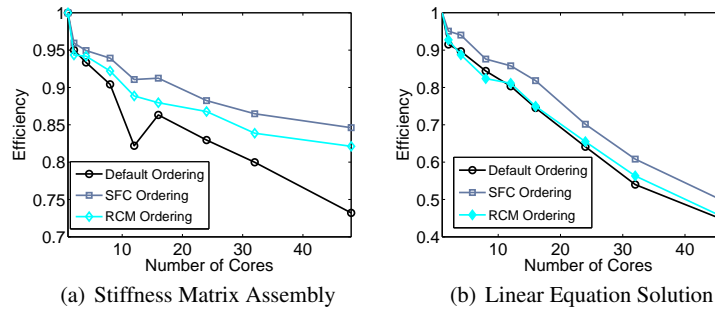 1
0.95
0.9
0.85
0.8
0.75
0.7
Efficiency
10 20 30 40
Number of Cores
Default Ordering
SFC Ordering
RCM Ordering
(a) Stiffness Matrix Assembly
1
0.9
0.8
0.7
0.6
0.5
0.4
Efficiency
10 20 30 40
Number of Cores
Default Ordering
SFC Ordering
RCM Ordering
(b) Linear Equation Solution